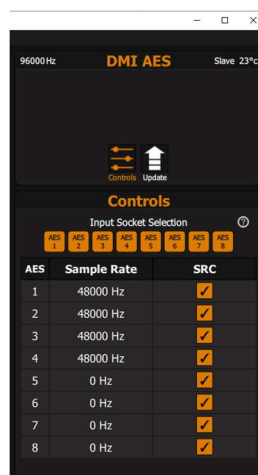 96000 Hz DMI AES Slave 23°c
Controls Update
Controls
Input Socket Selection ?
AES 1 AES 2 AES 3 AES 4 AES 5 AES 6 AES 7 AES 8
AES Sample Rate SRC
1 48000 Hz
2 48000 Hz
3 48000 Hz
4 48000 Hz
5 0 Hz
6 0 Hz
7 0 Hz
8 0 Hz